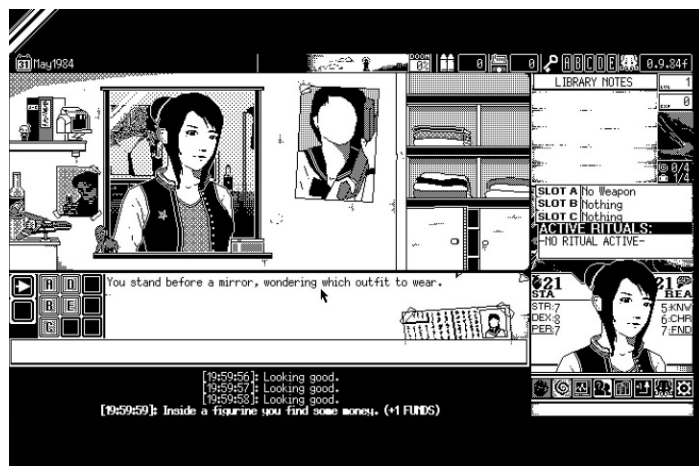 31 May1984
DOOM
0%
0
0
A B C D E
0.9.84f
LIBRARY NOTES
LVL 1
EXP 0
0/4
1/4
SLOT A No Weapon
SLOT B Nothing
SLOT C Nothing
ACTIVE RITUALS:
-NO RITUAL ACTIVE-
A D
B E
C
You stand before a mirror, wondering which outfit to wear.
21 STA
21 REA
STR:7
DEX:8
PER:7
5:KNW
6:CHR
7:FND
[19:59:56]: Looking good.
[19:59:57]: Looking good.
[19:59:58]: Looking good.
[19:59:59]: Inside a figurine you find some money. (+1 FUNDS)